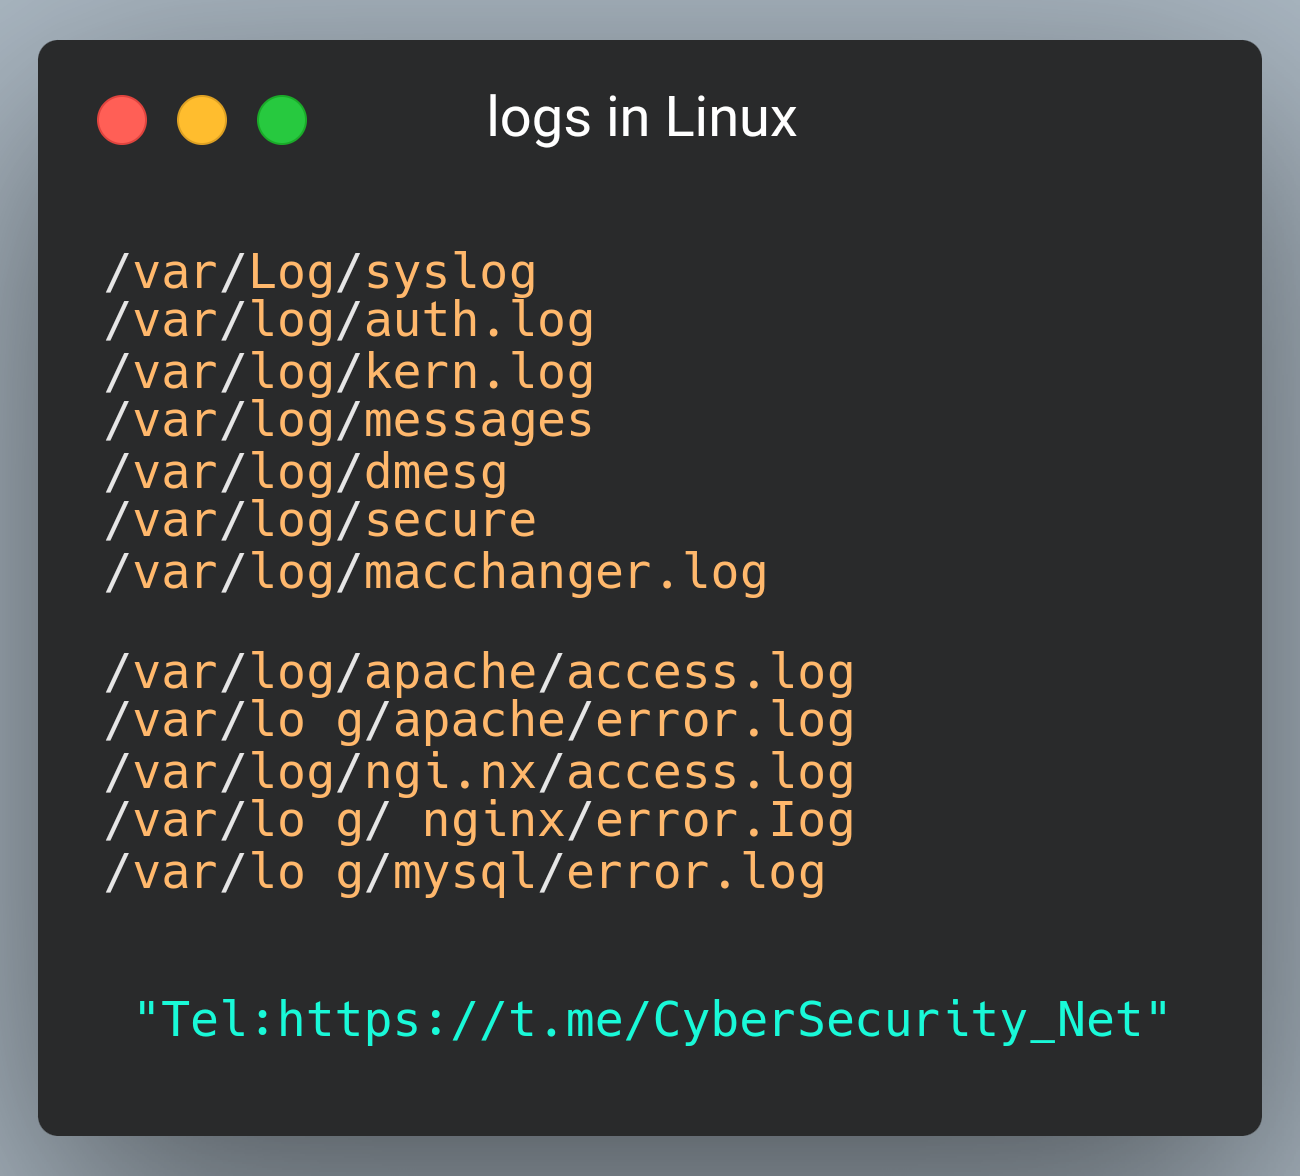 logs in Linux
/var/Log/syslog
/var/log/auth.log
/var/log/kern.log
/var/log/messages
/var/log/dmesg
/var/log/secure
/var/log/macchanger.log
/var/log/apache/access.log
/var/lo g/apache/error.log
/var/log/ngi.nx/access.log
/var/lo g/ nginx/error.Iog
/var/lo g/mysql/error.log
"Tel:https://t.me/CyberSecurity_Net"